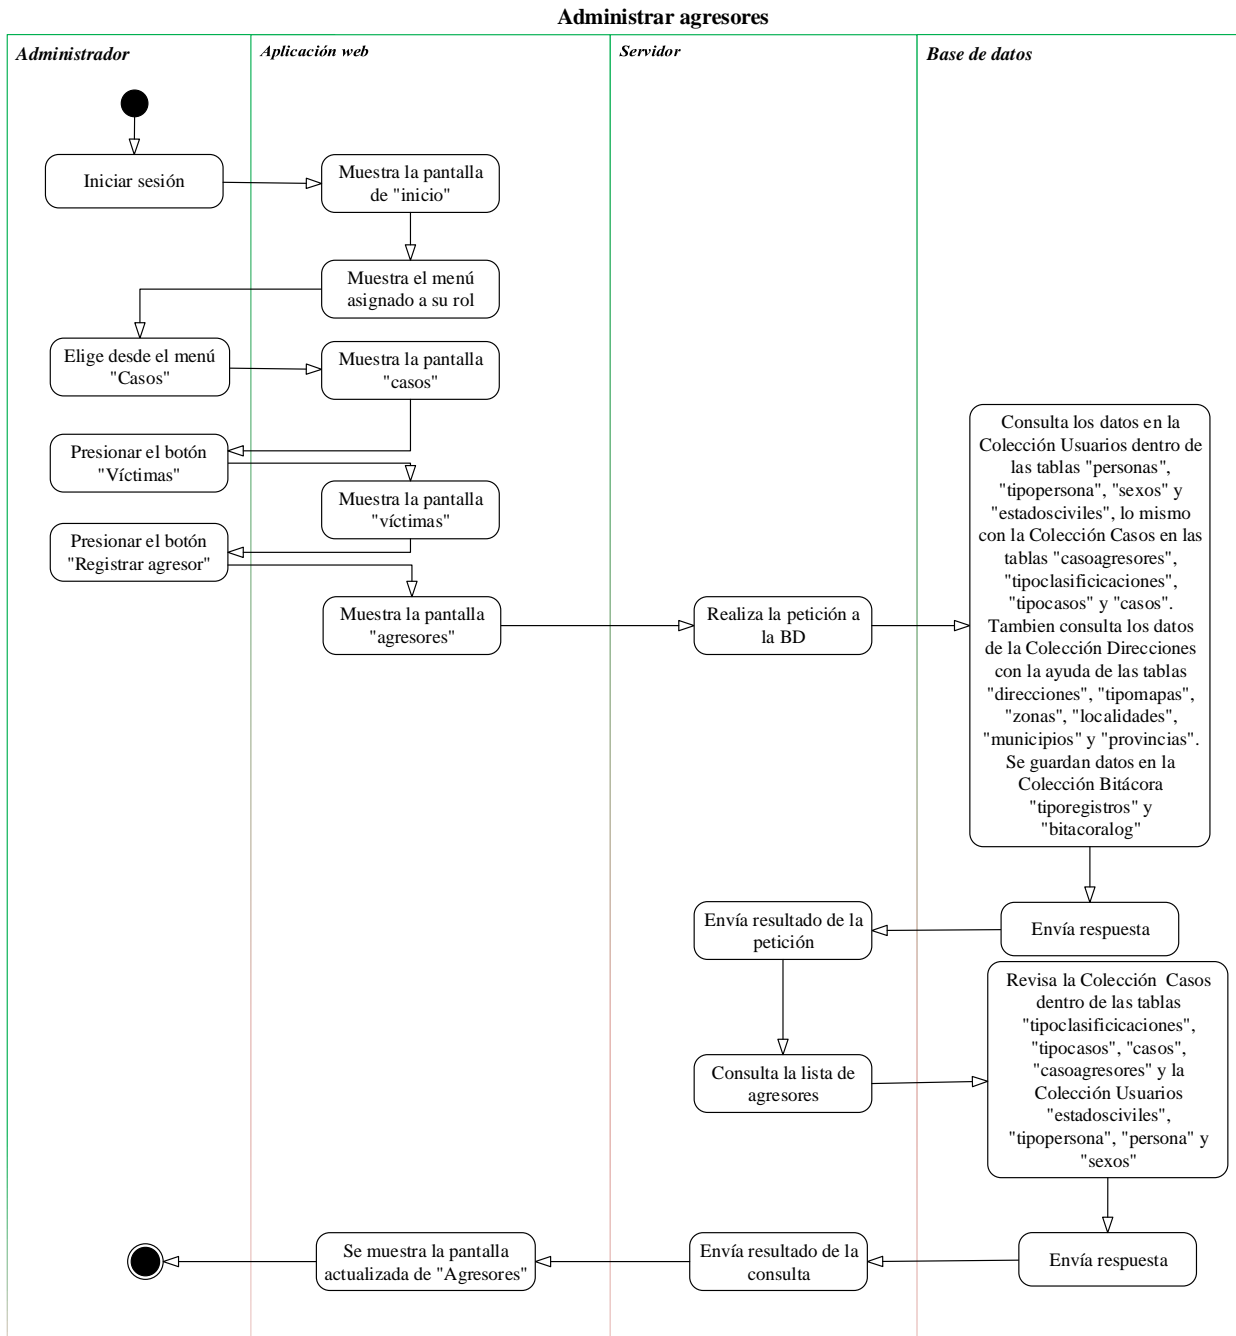 Administrar agresores
Administrador
Aplicación web
Servidor
Base de datos
Iniciar sesión
Muestra la pantalla
de "inicio"
Muestra el menú
asignado a su rol
Elige desde el menú
"Casos"
Muestra la pantalla
"casos"
Presionar el botón
"Víctimas"
Muestra la pantalla
"víctimas"
Presionar el botón
"Registrar agresor"
Muestra la pantalla
"agresores"
Realiza la petición a
la BD
Consulta los datos en la
Colección Usuarios dentro de
las tablas "personas",
"tipopersona", "sexos" y
"estadosciviles", lo mismo
con la Colección Casos en las
tablas "casoagresores",
"tipoclasificicaciones",
"tipocasos" y "casos".
Tambien consulta los datos
de la Colección Direcciones
con la ayuda de las tablas
"direcciones", "tipomapas",
"zonas", "localidades",
"municipios" y "provincias".
Se guardan datos en la
Colección Bitácora
"tiporegistros" y
"bitacoralog"
Envía respuesta
Envía resultado de la
petición
Consulta la lista de
agresores
Revisa la Colección  Casos
dentro de las tablas
"tipoclasificicaciones",
"tipocasos", "casos",
"casoagresores" y la
Colección Usuarios
"estadosciviles",
"tipopersona", "persona" y
"sexos"
Envía respuesta
Envía resultado de la
consulta
Se muestra la pantalla
actualizada de "Agresores"